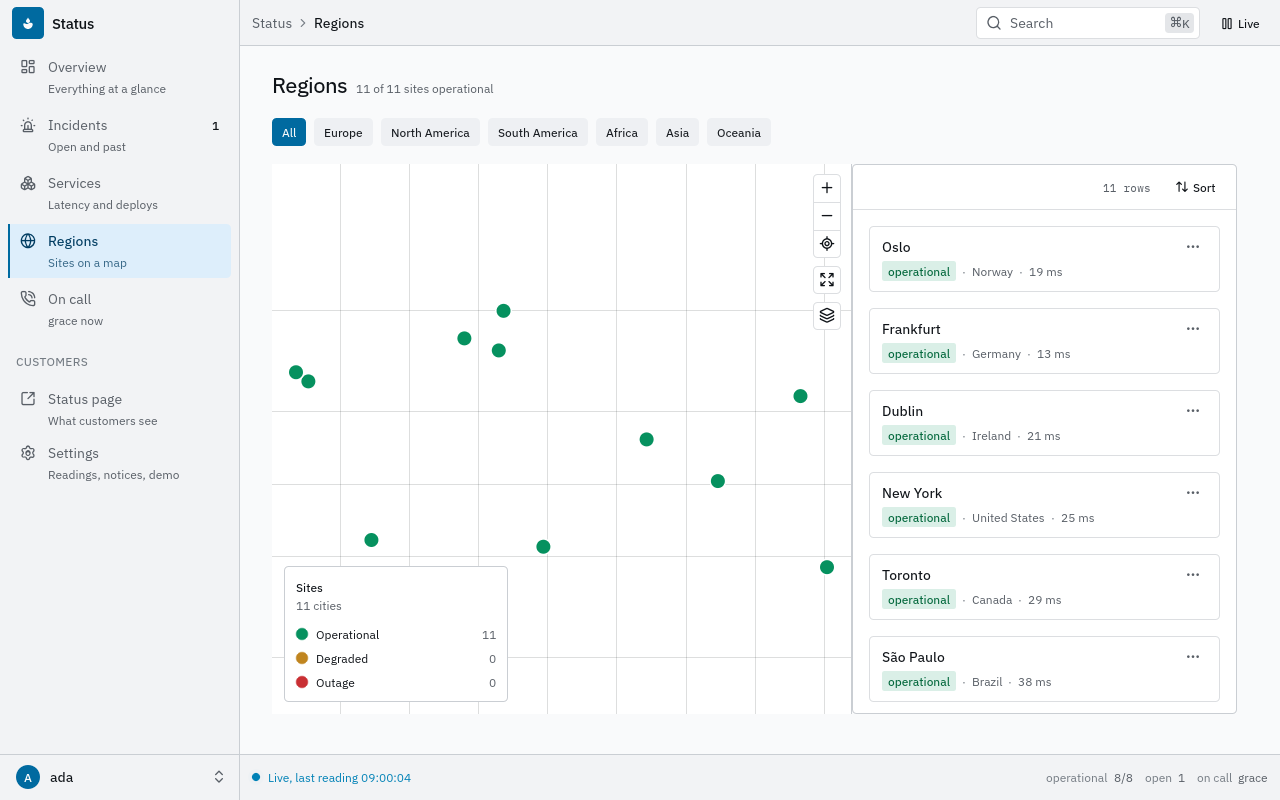 Status
Overview
Everything at a glance
Incidents 1
Open and past
Services
Latency and deploys
Regions
Sites on a map
On call
grace now
CUSTOMERS
Status page
What customers see
Settings
Readings, notices, demo
A ada
Status > Regions
Search ⌘K
Live
Regions 11 of 11 sites operational
All Europe North America South America Africa Asia Oceania
Sites
11 cities
Operational 11
Degraded 0
Outage 0
11 rows Sort
Oslo
operational · Norway · 19 ms
Frankfurt
operational · Germany · 13 ms
Dublin
operational · Ireland · 21 ms
New York
operational · United States · 25 ms
Toronto
operational · Canada · 29 ms
São Paulo
operational · Brazil · 38 ms
Live, last reading 09:00:04
operational 8/8 open 1 on call grace